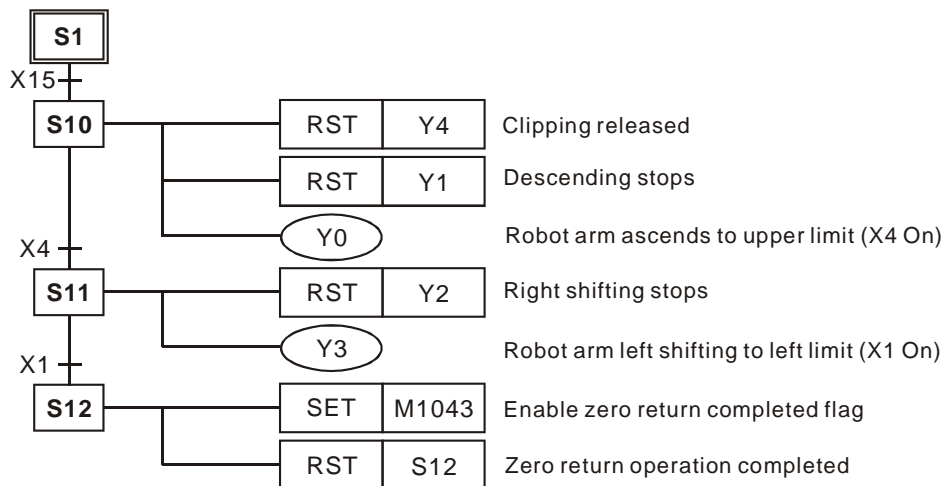 S1
X15
S10 RST Y4 Clipping released
RST Y1 Descending stops
Y0 Robot arm ascends to upper limit (X4 On)
X4
S11 RST Y2 Right shifting stops
Y3 Robot arm left shifting to left limit (X1 On)
X1
S12 SET M1043 Enable zero return completed flag
RST S12 Zero return operation completed